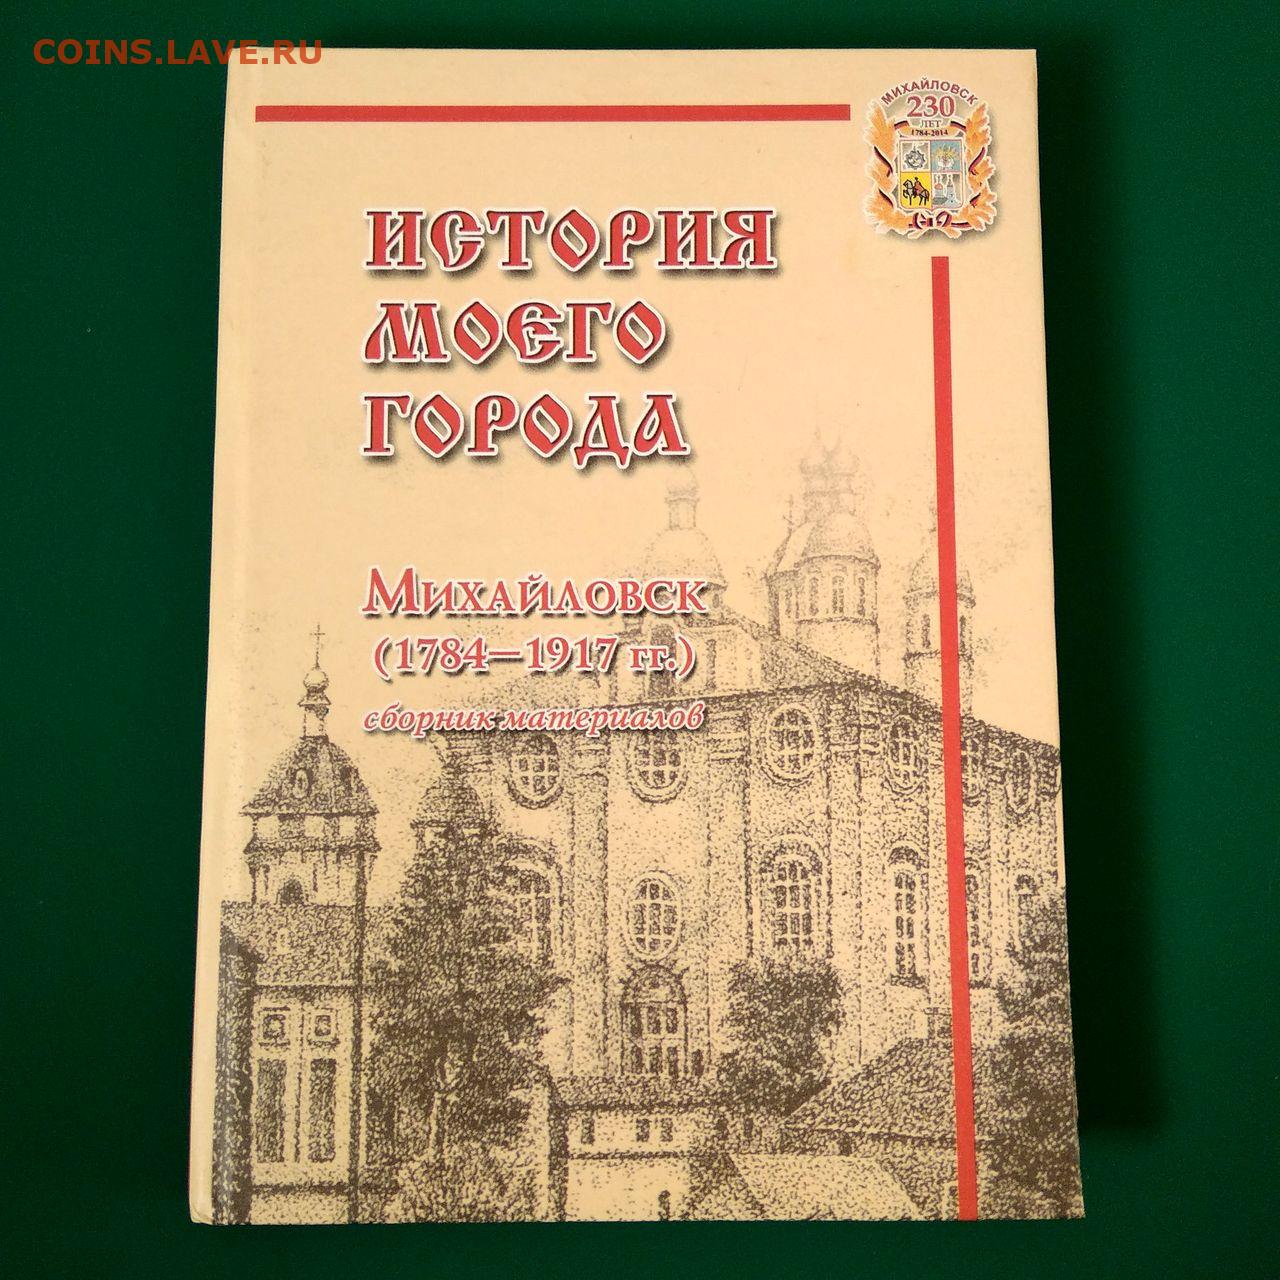 COINS.LAVE.RU
МИХАЙЛОВСК
230
ЛЕТ
1784-2014
ИСТОРИЯ
МОЕГО
ГОРОДА
МИХАЙЛОВСК
(1784—1917 гг.)
сборник материалов